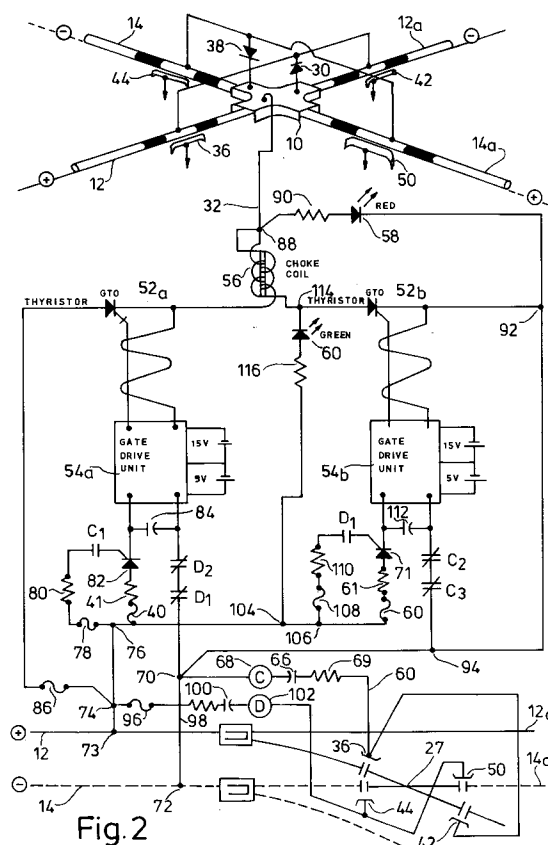 ⊖ 14 38 12a ⊖
44 30 42
10
36 50
⊕ 12 14a ⊕
32 90 RED
88 58
56 CHOKE COIL
52a 114 52b
THYRISTOR GTO THYRISTOR GTO
GREEN 60 92
116
GATE DRIVE UNIT 15V GATE DRIVE UNIT 15V
54a 9V 54b 5V
84 112
C1 D1
82 D2 71 C2
80 41 110 61
40 D1 108 60 C3
104
78 76 106
70 68 C 66 69 94
100 102 60
86 74 96 98 D
73 36 27 12a
⊕ 12 50
⊖ 14 72 44 14a
42
Fig. 2